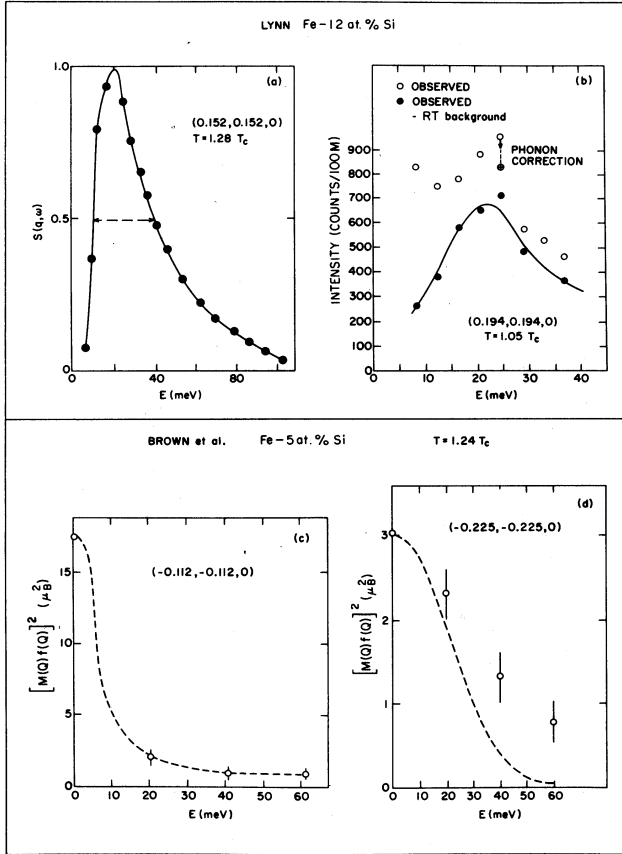 LYNN Fe-12 at. % Si
(a)
1.0
0.5
0
S(q,ω)
(0.152,0.152,0)
T=1.28 Tc
0 40 60 80
E (meV)
(b)
○ OBSERVED
● OBSERVED
- RT background
PHONON
CORRECTION
900
800
700
600
500
400
300
200
100
0
INTENSITY (COUNTS/100M)
(0.194,0.194,0)
T=1.05 Tc
0 10 20 30 40
E (meV)
BROWN et al. Fe-5at.% Si T=1.24 Tc
(c)
15
10
5
0
[M(Q)f(Q)]² (μB²)
(-0.112,-0.112,0)
0 20 40 60
E (meV)
(d)
3
2
1
0
[M(Q)f(Q)]² (μB²)
(-0.225,-0.225,0)
0 10 20 30 40 50 60
E (meV)